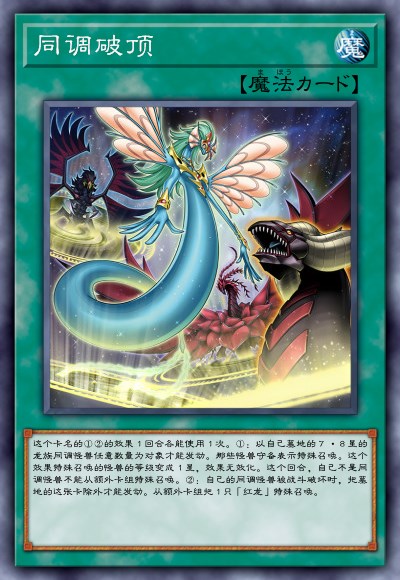 同调破顶
魔
【魔法カード】
まほう
这个卡名的①②的效果1回合各能使用1次。①：以自己墓地的7・8星的
龙族同调怪兽任意数量为对象才能发动。那些怪兽守备表示特殊召唤。这个
效果特殊召唤的怪兽的等级变成1星，效果无效化。这个回合，自己不是同
调怪兽不能从额外卡组特殊召唤。②：自己的同调怪兽被战斗破坏时，把
墓地的这张卡除外才能发动。从额外卡组把1只「红龙」特殊召唤。